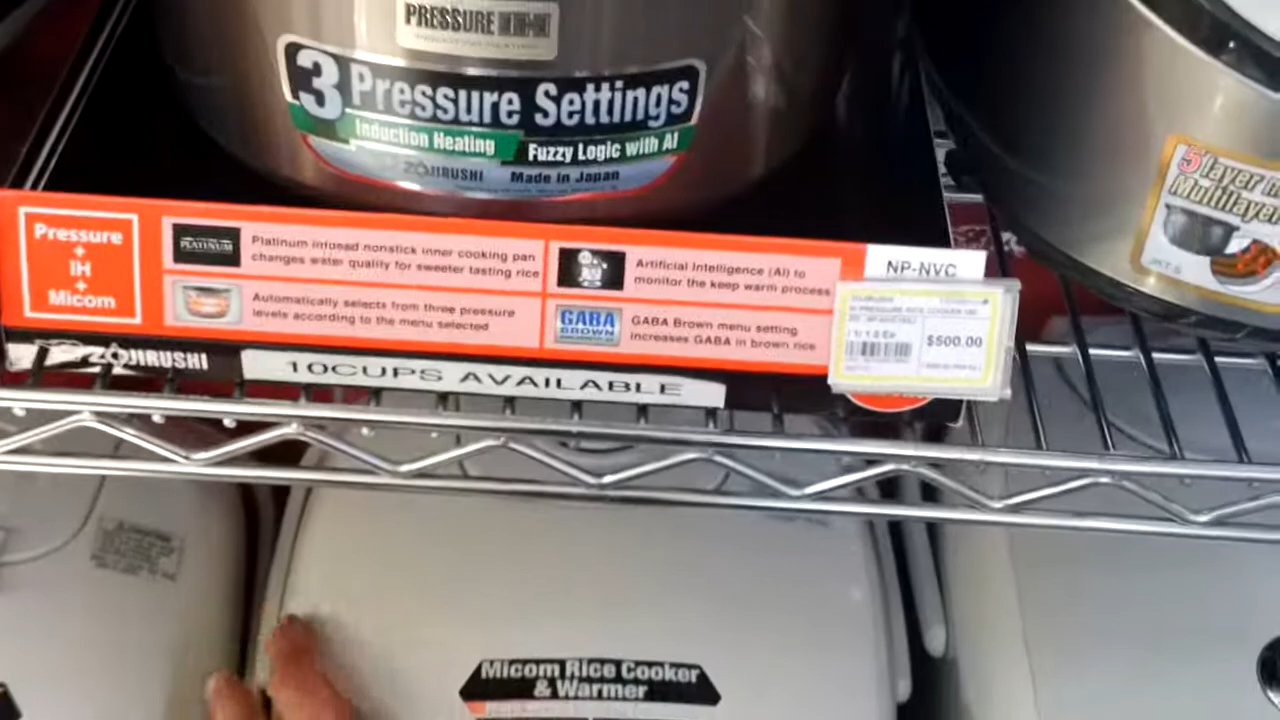 PRESSURE
3 Pressure Settings
Induction Heating
Fuzzy Logic with AI
ZOJIRUSHI Made in Japan
5 layer
Multilayer
Pressure
+
IH
+
Micom
PLATINUM
Platinum infused nonstick inner cooking pan
changes water quality for sweeter tasting rice
Automatically selects from three pressure
levels according to the menu selected
Artificial Intelligence (AI) to
monitor the keep warm process
GABA
BROWN
GABA Brown menu setting
increases GABA in brown rice
NP-NVC
PRESSURE RICE COOKER
$500.00
ZOJIRUSHI
10CUPS AVAILABLE
Micom Rice Cooker
& Warmer